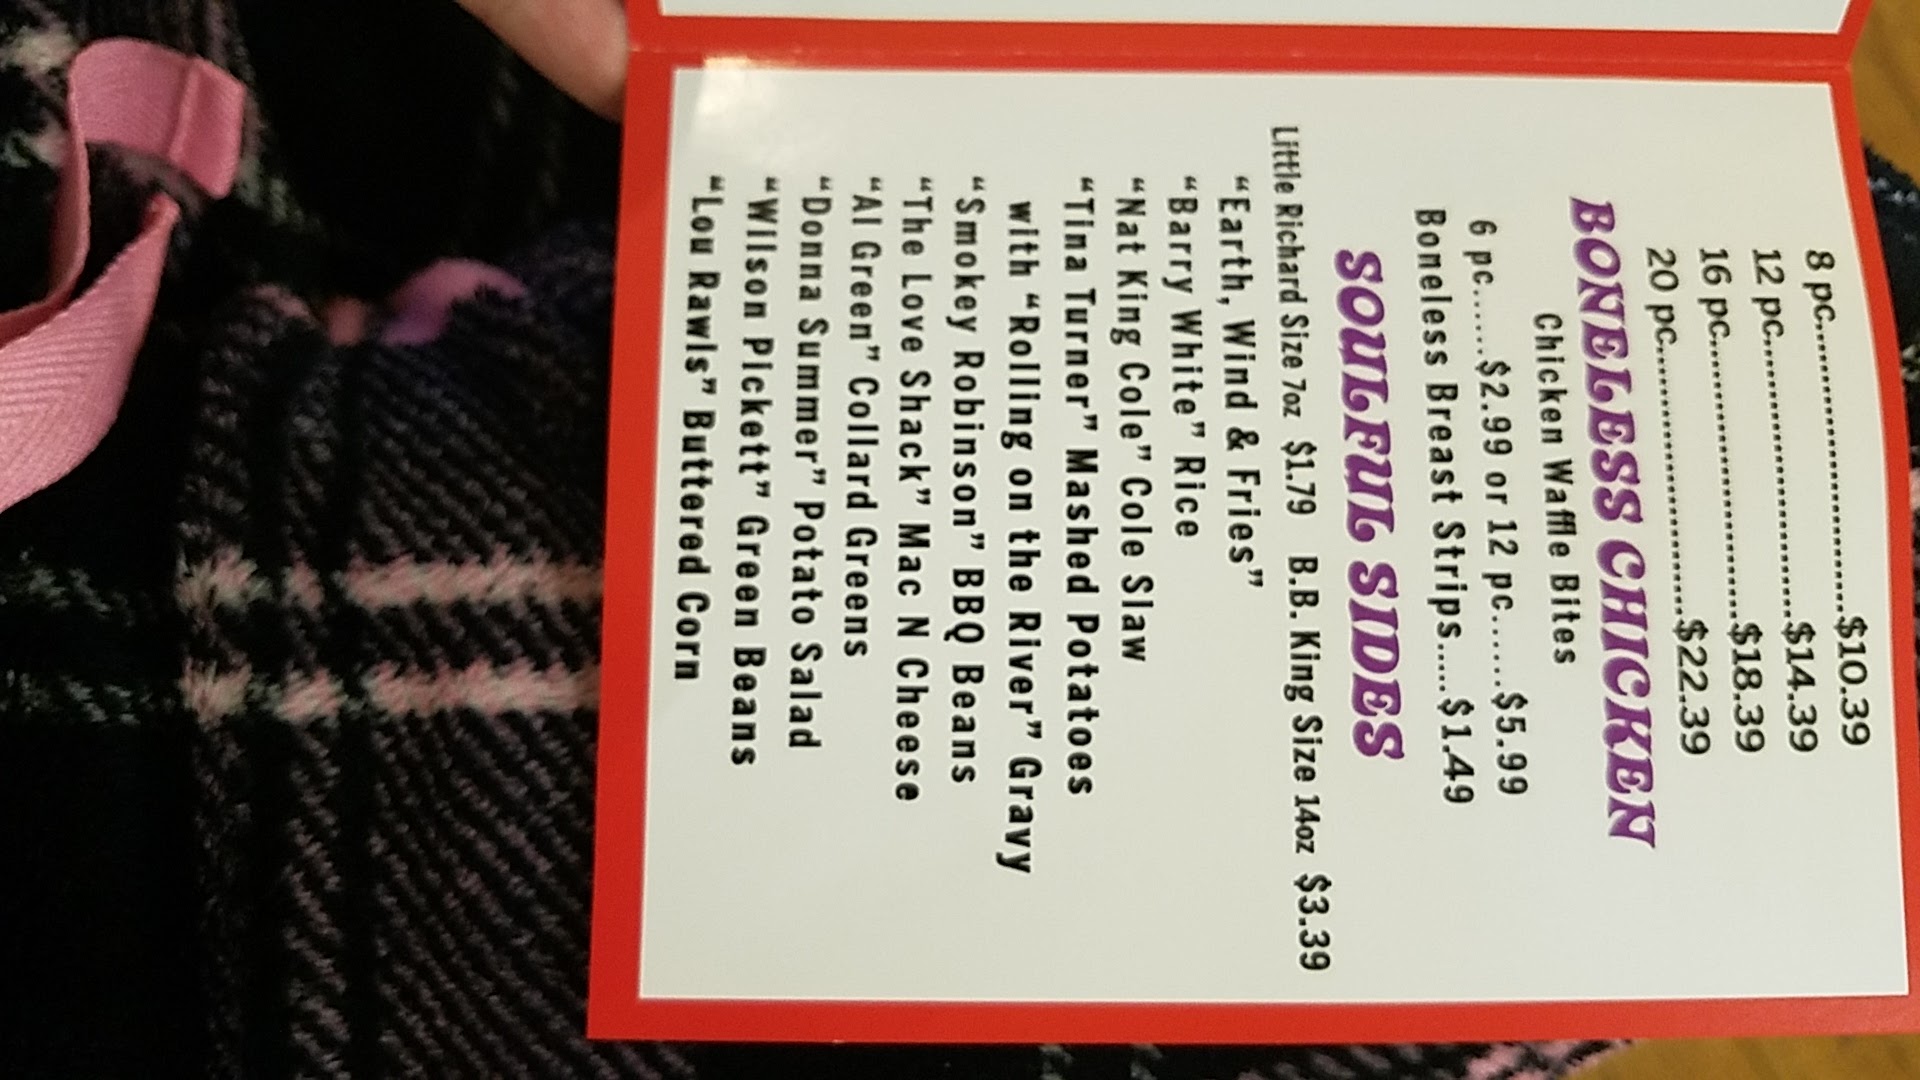 8 pc..............................$10.39
12 pc..............................$14.39
16 pc..............................$18.39
20 pc..............................$22.39
BONELESS CHICKEN
Chicken Waffle Bites
6 pc.....$2.99 or 12 pc......$5.99
Boneless Breast Strips.....$1.49
SOULFUL SIDES
Little Richard Size 7oz $1.79 B.B. King Size 14oz $3.39
“Earth, Wind & Fries”
“Barry White” Rice
“Nat King Cole” Cole Slaw
“Tina Turner” Mashed Potatoes
with “Rolling on the River” Gravy
“Smokey Robinson” BBQ Beans
“The Love Shack” Mac N Cheese
“Al Green” Collard Greens
“Donna Summer” Potato Salad
“Wilson Pickett” Green Beans
“Lou Rawls” Buttered Corn